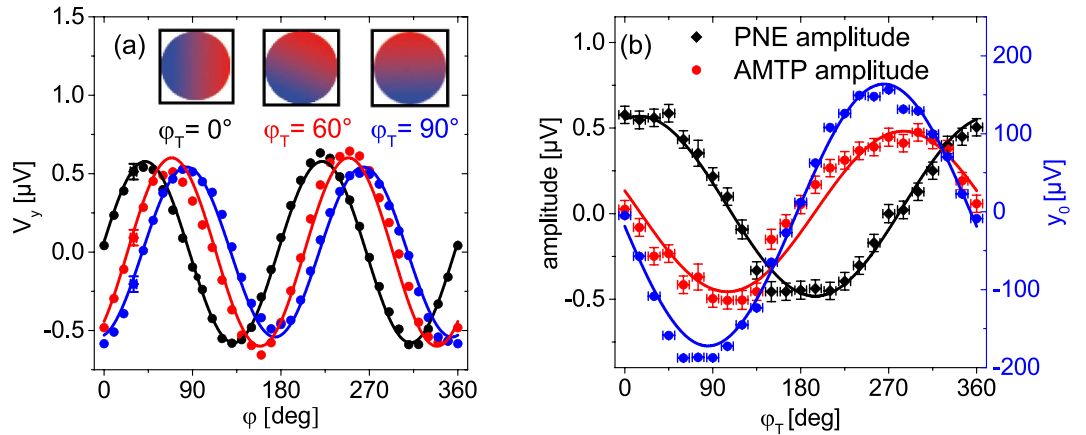 (a)
φ_T = 0°
φ_T = 60°
φ_T = 90°
1.5
1.0
0.5
0.0
-0.5
V_y [µV]
0
90
180
270
360
φ [deg]
(b)
PNE amplitude
AMTP amplitude
1.0
0.5
0.0
-0.5
amplitude [µV]
200
100
0
-100
-200
y_0 [µV]
0
90
180
270
360
φ_T [deg]